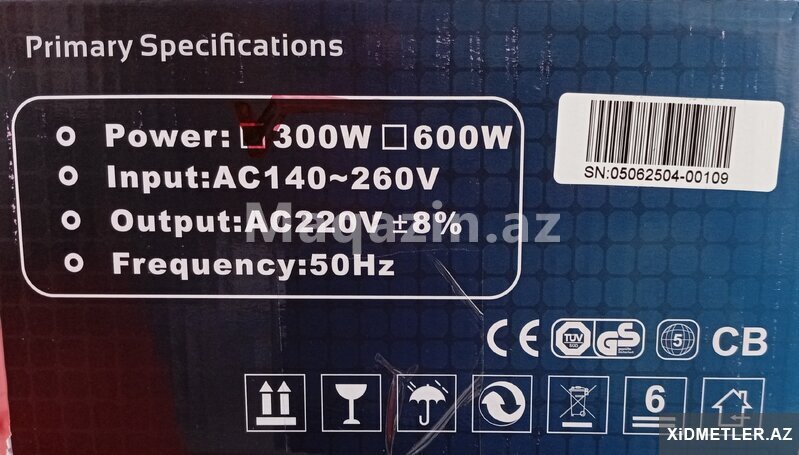 Primary Specifications
Power: 300W 600W
Input:AC140~260V
Output:AC220V ±8%
Frequency:50Hz
SN:05062504-00109
Maqazin.az
CE TÜV SÜD GS 5 CB
6
XiDMETLER.AZ